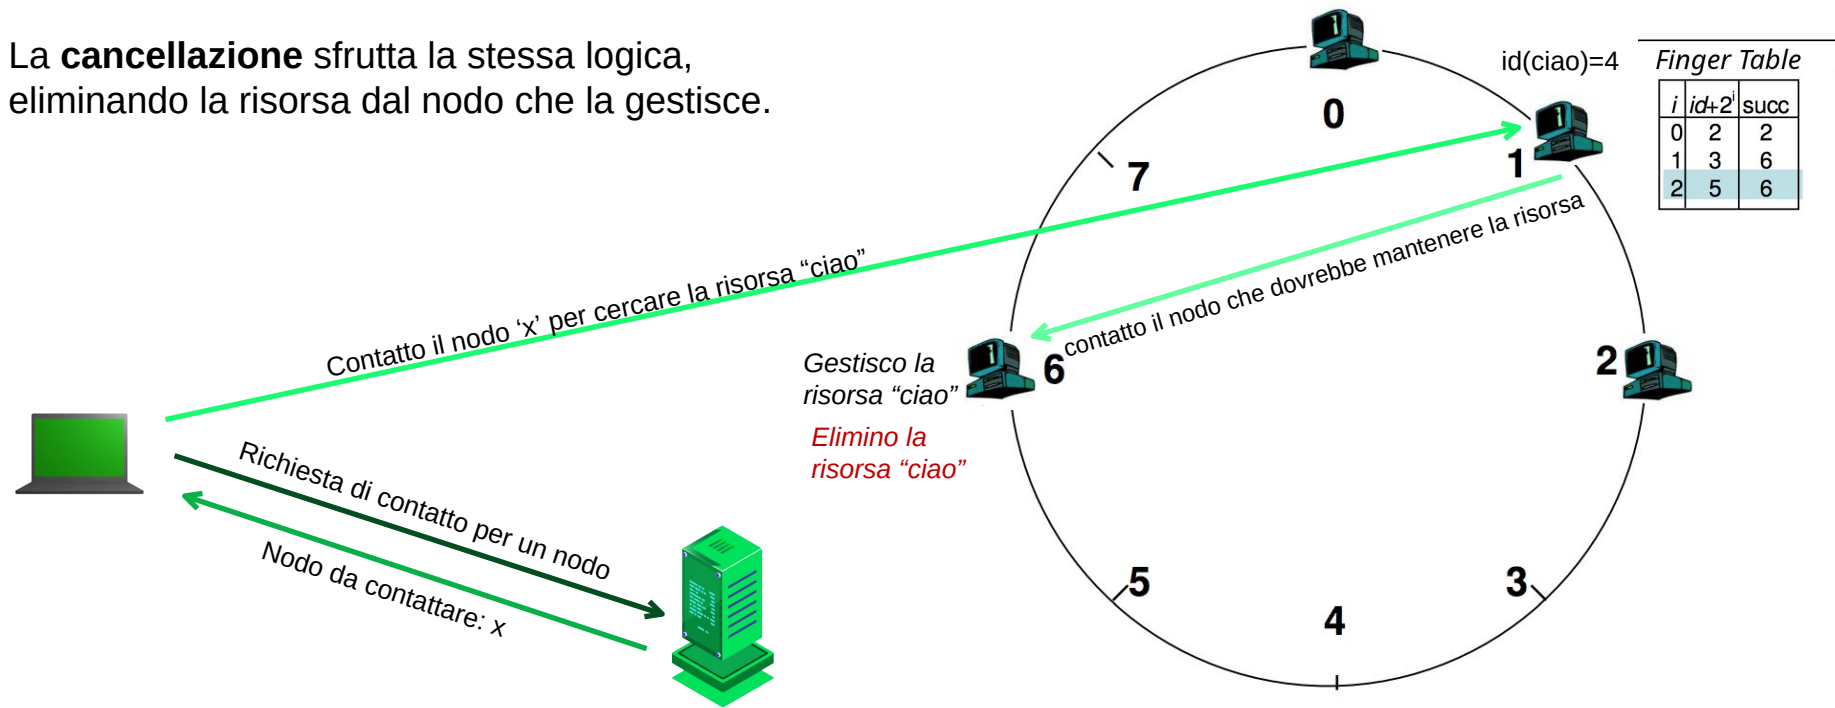 La cancellazione sfrutta la stessa logica,
eliminando la risorsa dal nodo che la gestisce.
id(ciao)=4
Finger Table
i id+2^i succ
0 2 2
1 3 6
2 5 6
0
1
7
2
6
5
3
4
Contatto il nodo ‘x’ per cercare la risorsa “ciao”
contatto il nodo che dovrebbe mantenere la risorsa
Gestisco la
risorsa “ciao”
Elimino la
risorsa “ciao”
Richiesta di contatto per un nodo
Nodo da contattare: x